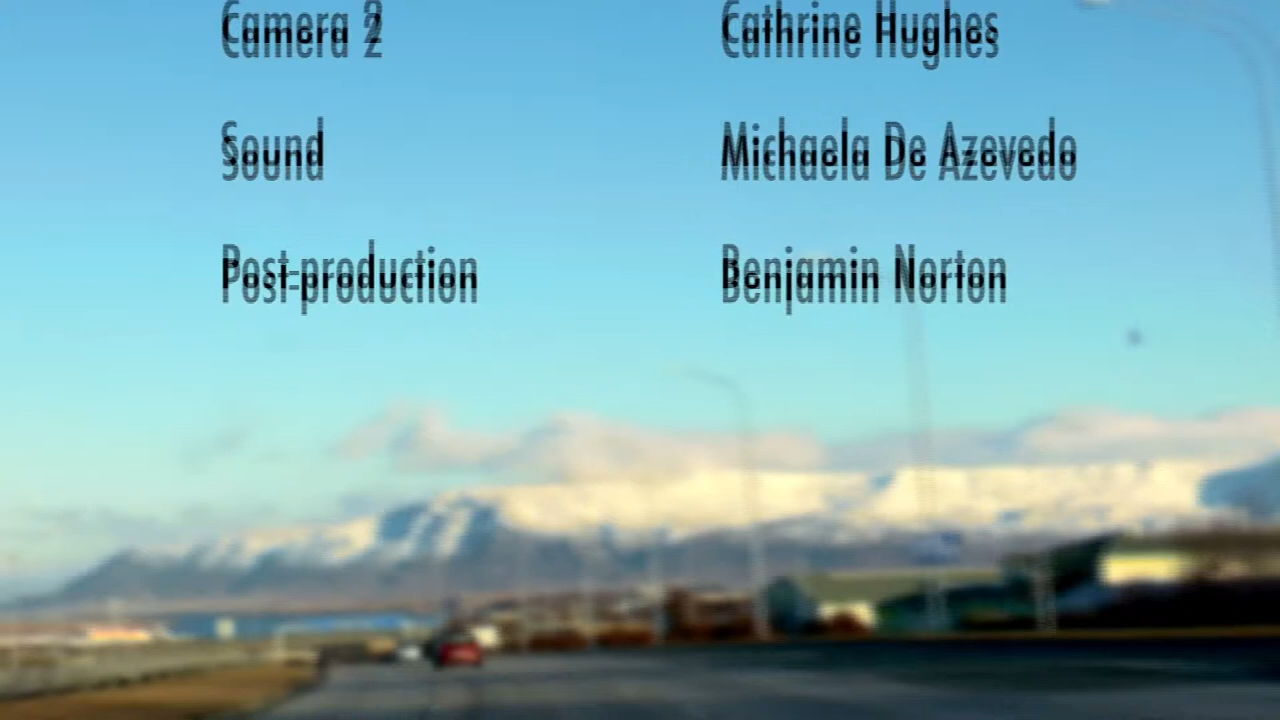 Camera 2 Cathrine Hughes
Sound Michaela De Azevedo
Post-production Benjamin Norton